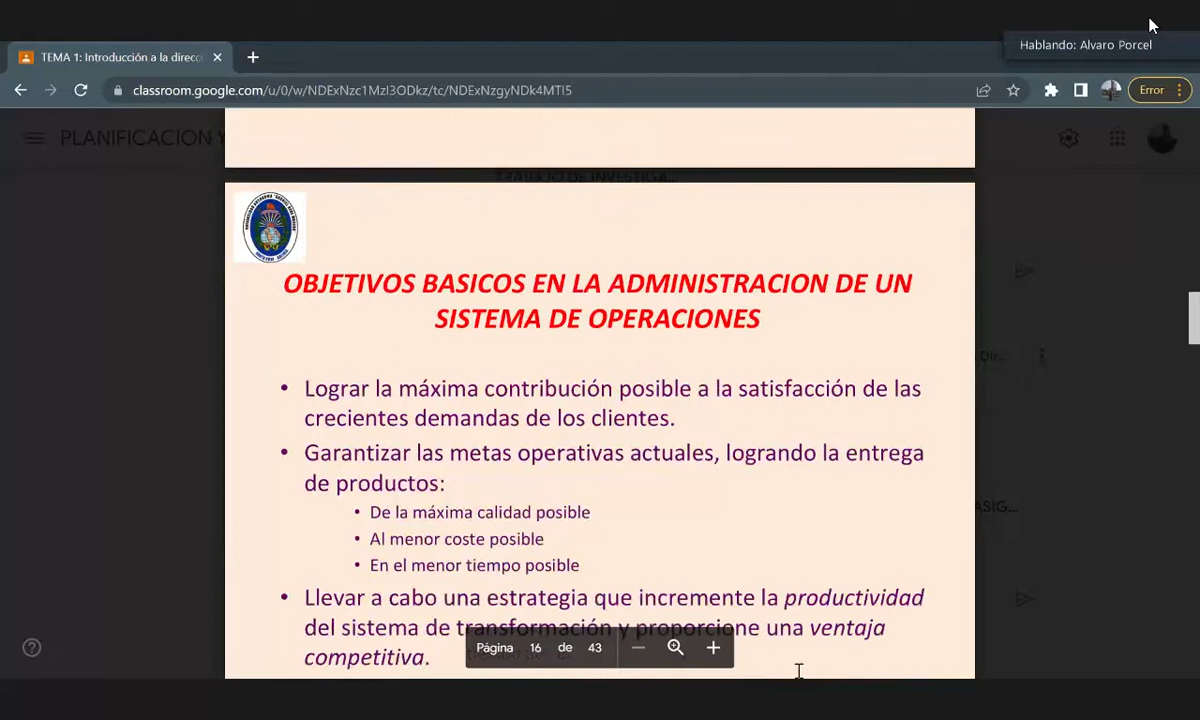 Hablando: Alvaro Porcel
TEMA 1: Introducción a la direcc
classroom.google.com/u/0/w/NDExNzc1MzI3ODkz/tc/NDExNzgyNDk4MTI5
Error
PLANIFICACION Y
TRABAJO DE INVESTIGA...
OBJETIVOS BASICOS EN LA ADMINISTRACION DE UN
SISTEMA DE OPERACIONES
• Lograr la máxima contribución posible a la satisfacción de las
crecientes demandas de los clientes.
• Garantizar las metas operativas actuales, logrando la entrega
de productos:
• De la máxima calidad posible
• Al menor coste posible
• En el menor tiempo posible
• Llevar a cabo una estrategia que incremente la productividad
del sistema de transformación y proporcione una ventaja
competitiva.
Página 16 de 43